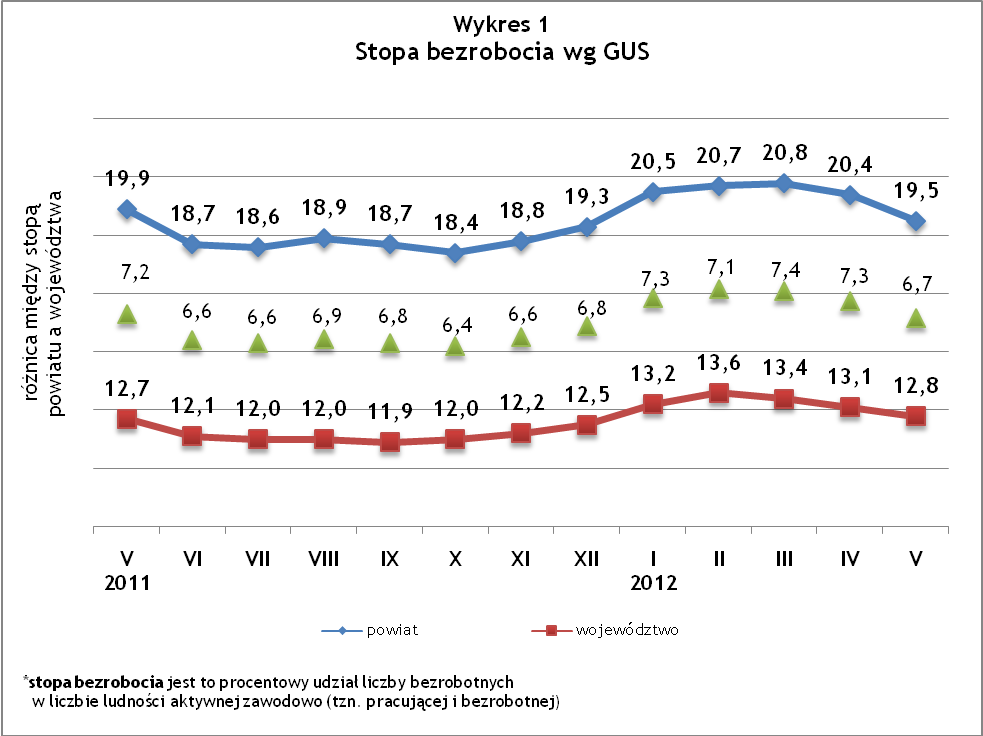 Wykres 1
Stopa bezrobocia wg GUS
różnica między stopą
powiatu a województwa
19,9 18,7 18,6 18,9 18,7 18,4 18,8 19,3 20,5 20,7 20,8 20,4 19,5
7,2 6,6 6,6 6,9 6,8 6,4 6,6 6,8 7,3 7,1 7,4 7,3 6,7
12,7 12,1 12,0 12,0 11,9 12,0 12,2 12,5 13,2 13,6 13,4 13,1 12,8
V VI VII VIII IX X XI XII I II III IV V
2011 2012
powiat województwo
*stopa bezrobocia jest to procentowy udział liczby bezrobotnych
w liczbie ludności aktywnej zawodowo (tzn. pracującej i bezrobotnej)